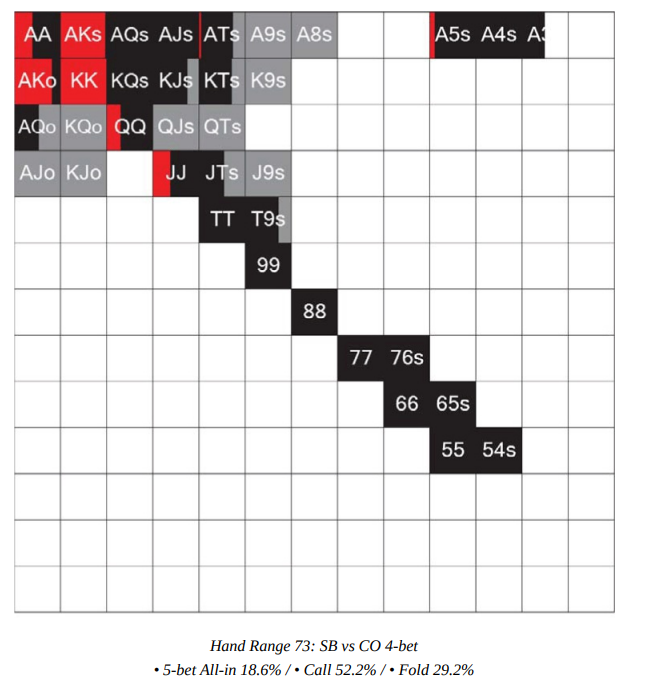 AA AKs AQs AJs ATs A9s A8s A5s A4s A3
AKo KK KQs KJs KTs K9s
AQo KQo QQ QJs QTs
AJo KJo JJ JTs J9s
TT T9s
99
88
77 76s
66 65s
55 54s
Hand Range 73: SB vs CO 4-bet
• 5-bet All-in 18.6% / • Call 52.2% / • Fold 29.2%